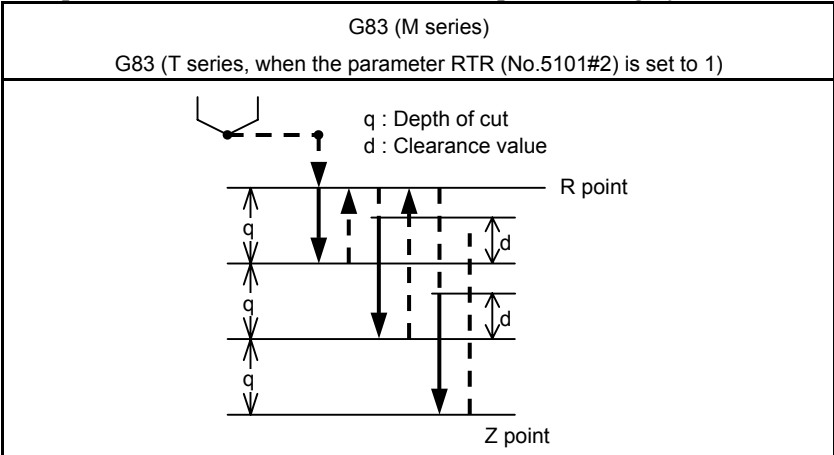 G83 (M series)
G83 (T series, when the parameter RTR (No.5101#2) is set to 1)
q : Depth of cut
d : Clearance value
R point
q
d
q
d
q
Z point